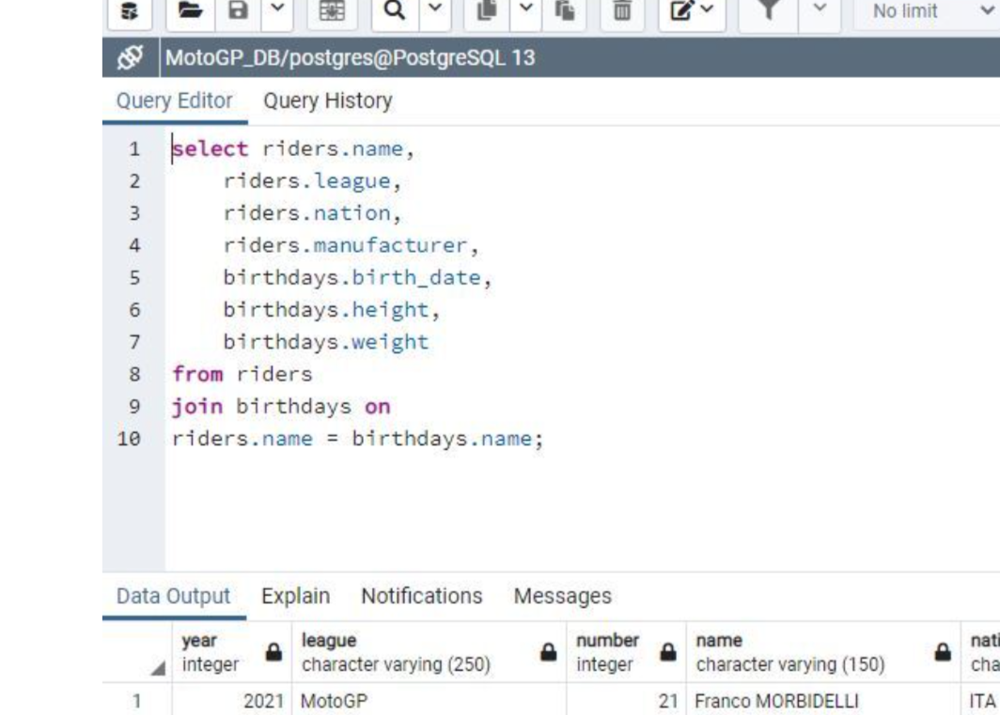 No limit
MotoGP_DB/postgres@PostgreSQL 13
Query Editor Query History
1 select riders.name,
2 riders.league,
3 riders.nation,
4 riders.manufacturer,
5 birthdays.birth_date,
6 birthdays.height,
7 birthdays.weight
8 from riders
9 join birthdays on
10 riders.name = birthdays.name;
Data Output Explain Notifications Messages
year league number name nati
integer character varying (250) integer character varying (150) cha
1 2021 MotoGP 21 Franco MORBIDELLI ITA